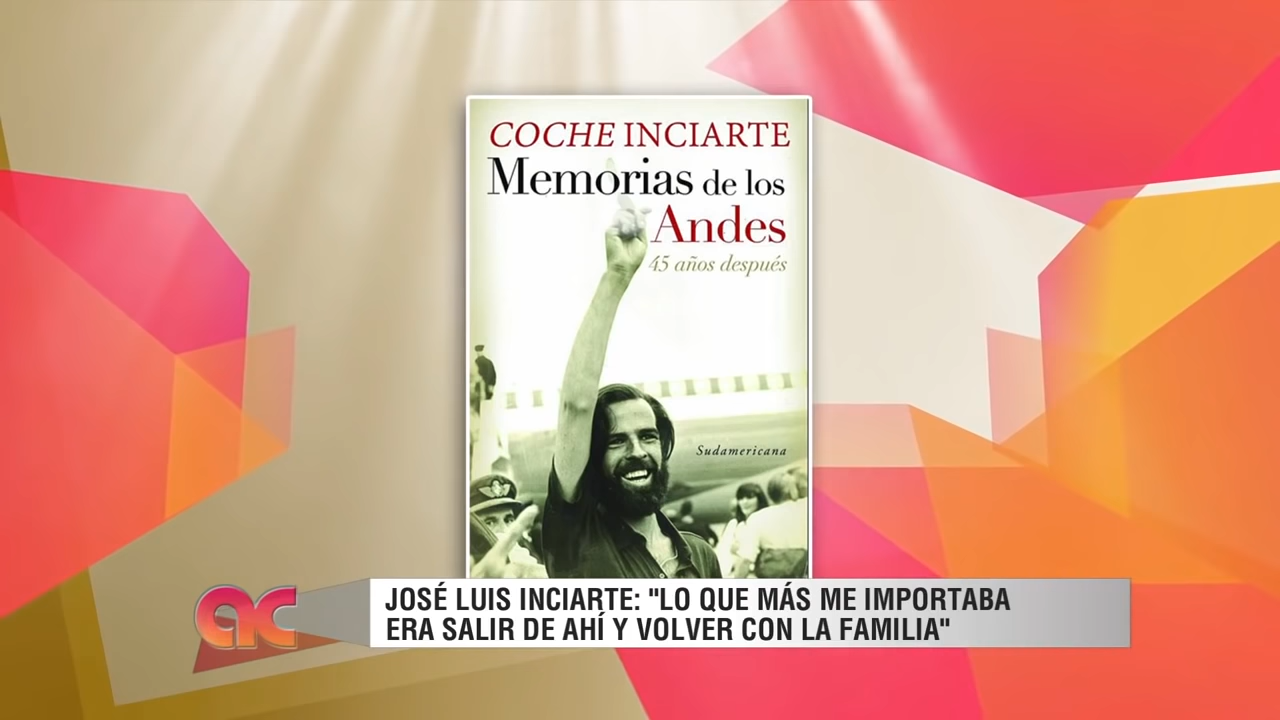 COCHE INCIARTE
Memorias de los
Andes
45 años después
Sudamericana
ac
JOSÉ LUIS INCIARTE: "LO QUE MÁS ME IMPORTABA
ERA SALIR DE AHÍ Y VOLVER CON LA FAMILIA"